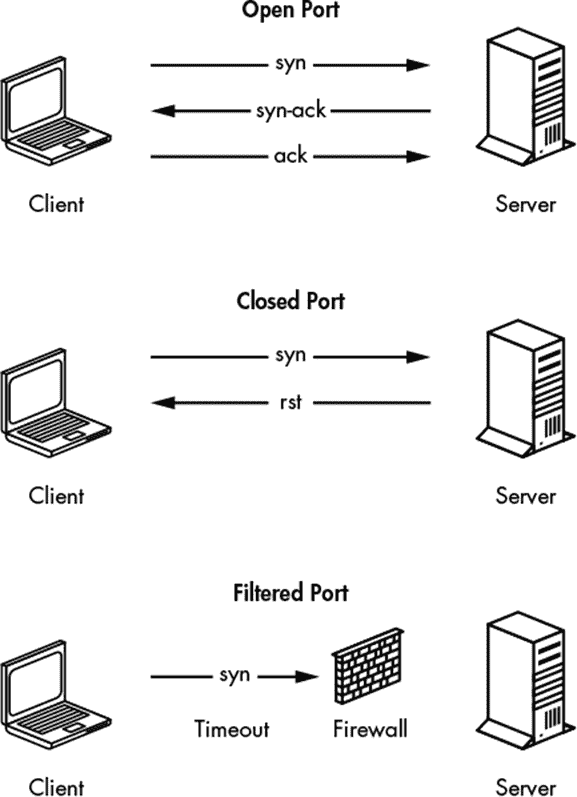 Open Port
syn
syn-ack
ack
Client Server
Closed Port
syn
rst
Client Server
Filtered Port
syn
Timeout Firewall
Client Server